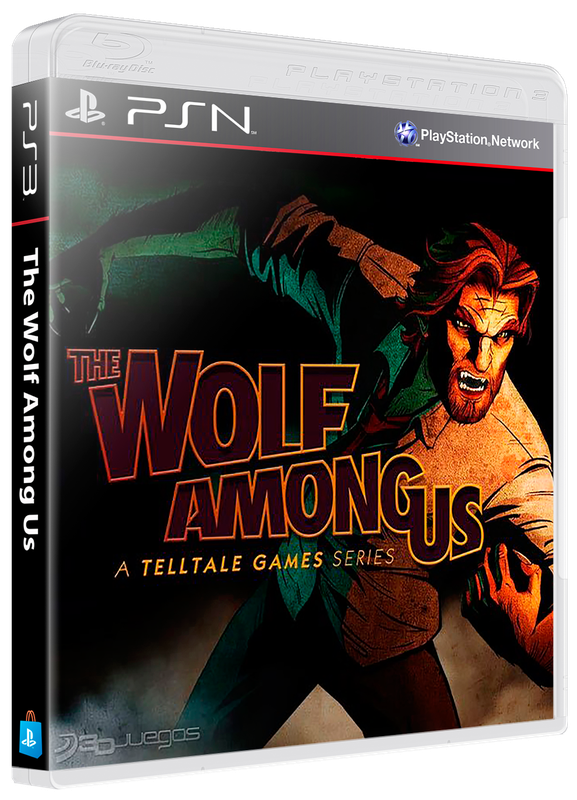 Blu-ray Disc
PLAYSTATION 3
PSN
PlayStation®Network
PS3
The Wolf Among Us
THE
WOLF
AMONG US
A TELLTALE GAMES SERIES
3DJuegos